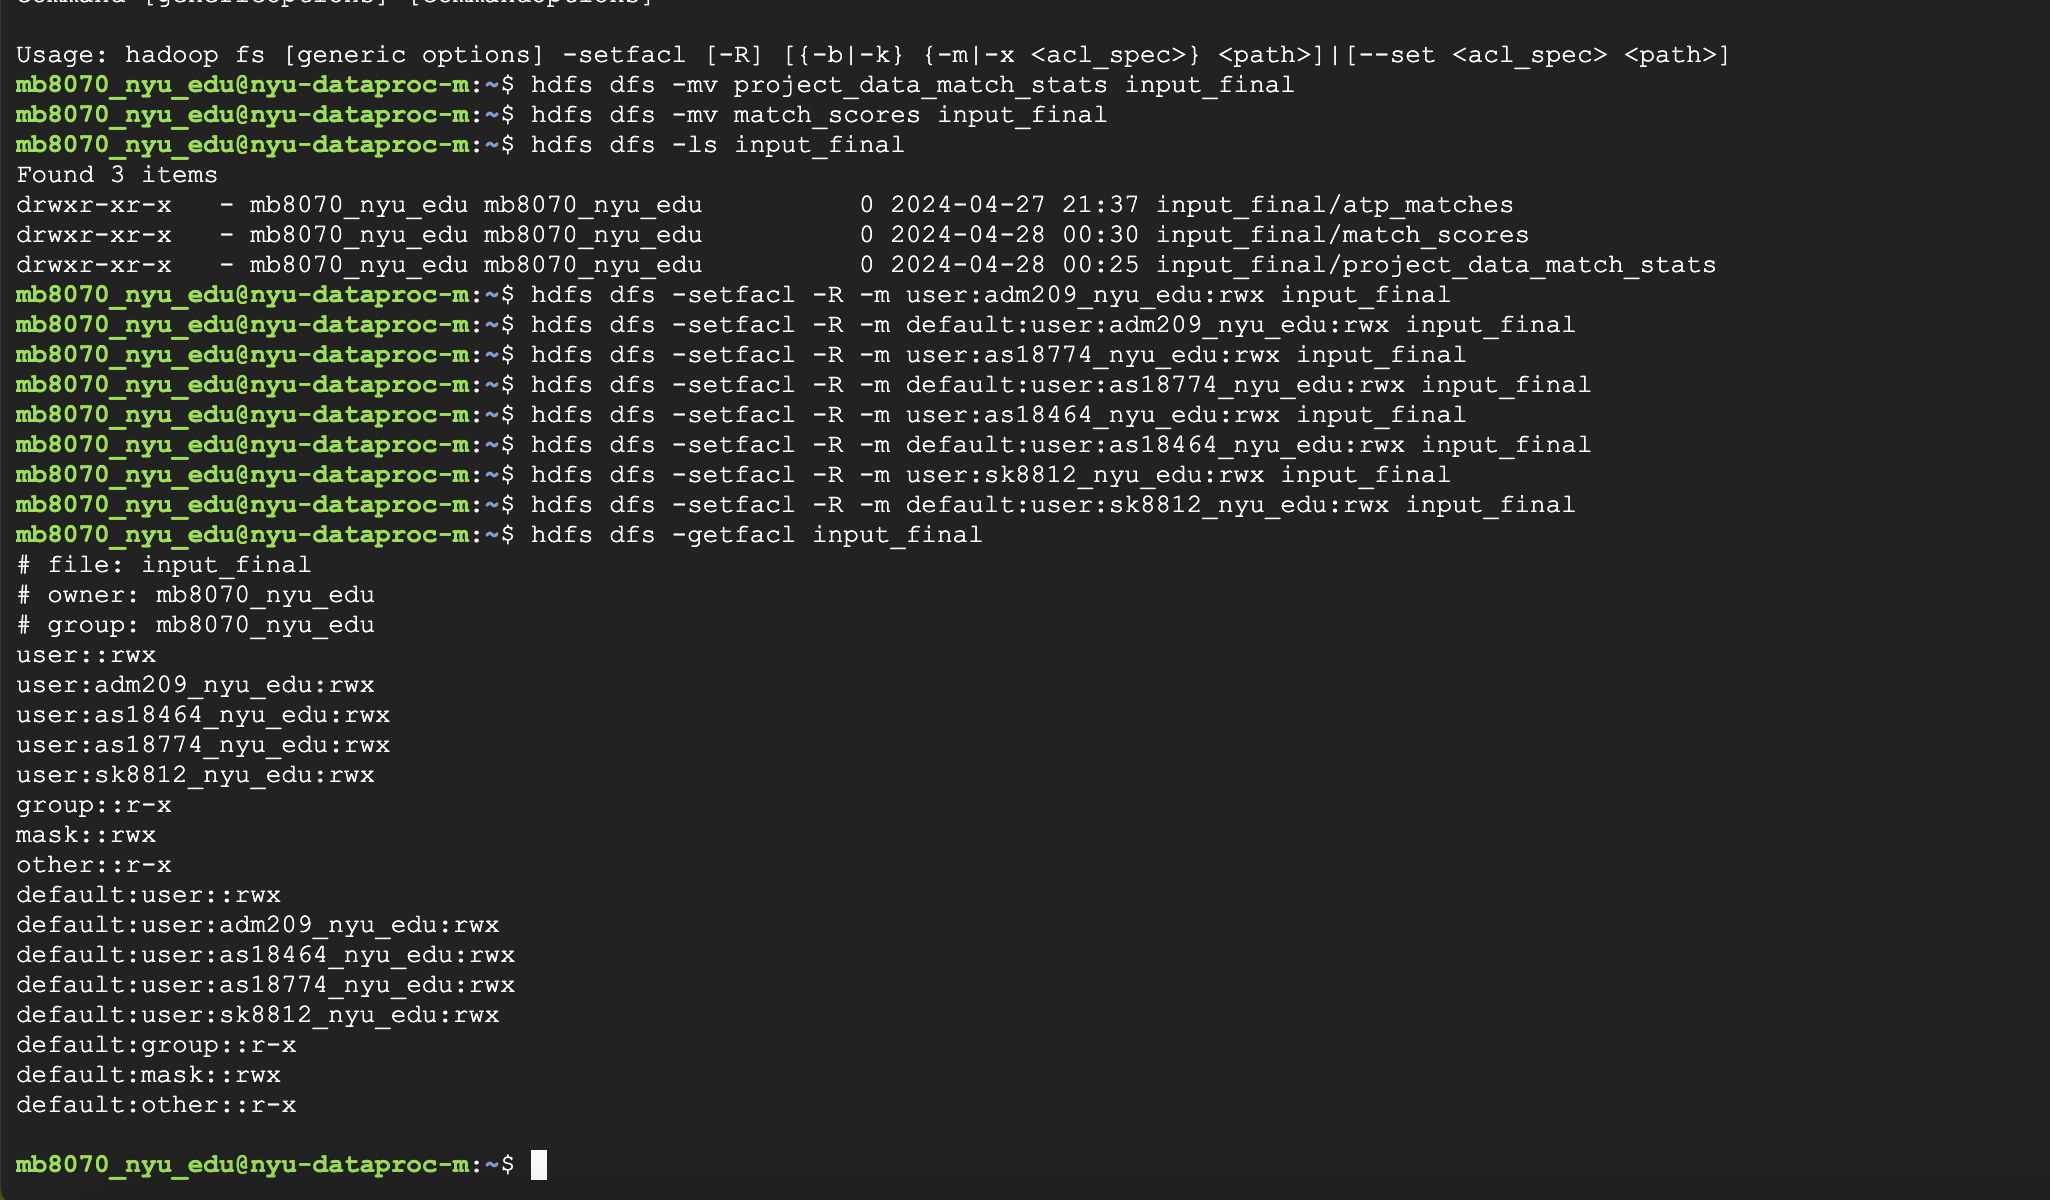 Usage: hadoop fs [generic options] -setfacl [-R] [{-b|-k} {-m|-x <acl_spec>} <path>]|[--set <acl_spec> <path>]
mb8070_nyu_edu@nyu-dataproc-m:~$ hdfs dfs -mv project_data_match_stats input_final
mb8070_nyu_edu@nyu-dataproc-m:~$ hdfs dfs -mv match_scores input_final
mb8070_nyu_edu@nyu-dataproc-m:~$ hdfs dfs -ls input_final
Found 3 items
drwxr-xr-x   - mb8070_nyu_edu mb8070_nyu_edu          0 2024-04-27 21:37 input_final/atp_matches
drwxr-xr-x   - mb8070_nyu_edu mb8070_nyu_edu          0 2024-04-28 00:30 input_final/match_scores
drwxr-xr-x   - mb8070_nyu_edu mb8070_nyu_edu          0 2024-04-28 00:25 input_final/project_data_match_stats
mb8070_nyu_edu@nyu-dataproc-m:~$ hdfs dfs -setfacl -R -m user:adm209_nyu_edu:rwx input_final
mb8070_nyu_edu@nyu-dataproc-m:~$ hdfs dfs -setfacl -R -m default:user:adm209_nyu_edu:rwx input_final
mb8070_nyu_edu@nyu-dataproc-m:~$ hdfs dfs -setfacl -R -m user:as18774_nyu_edu:rwx input_final
mb8070_nyu_edu@nyu-dataproc-m:~$ hdfs dfs -setfacl -R -m default:user:as18774_nyu_edu:rwx input_final
mb8070_nyu_edu@nyu-dataproc-m:~$ hdfs dfs -setfacl -R -m user:as18464_nyu_edu:rwx input_final
mb8070_nyu_edu@nyu-dataproc-m:~$ hdfs dfs -setfacl -R -m default:user:as18464_nyu_edu:rwx input_final
mb8070_nyu_edu@nyu-dataproc-m:~$ hdfs dfs -setfacl -R -m user:sk8812_nyu_edu:rwx input_final
mb8070_nyu_edu@nyu-dataproc-m:~$ hdfs dfs -setfacl -R -m default:user:sk8812_nyu_edu:rwx input_final
mb8070_nyu_edu@nyu-dataproc-m:~$ hdfs dfs -getfacl input_final
# file: input_final
# owner: mb8070_nyu_edu
# group: mb8070_nyu_edu
user::rwx
user:adm209_nyu_edu:rwx
user:as18464_nyu_edu:rwx
user:as18774_nyu_edu:rwx
user:sk8812_nyu_edu:rwx
group::r-x
mask::rwx
other::r-x
default:user::rwx
default:user:adm209_nyu_edu:rwx
default:user:as18464_nyu_edu:rwx
default:user:as18774_nyu_edu:rwx
default:user:sk8812_nyu_edu:rwx
default:group::r-x
default:mask::rwx
default:other::r-x
mb8070_nyu_edu@nyu-dataproc-m:~$